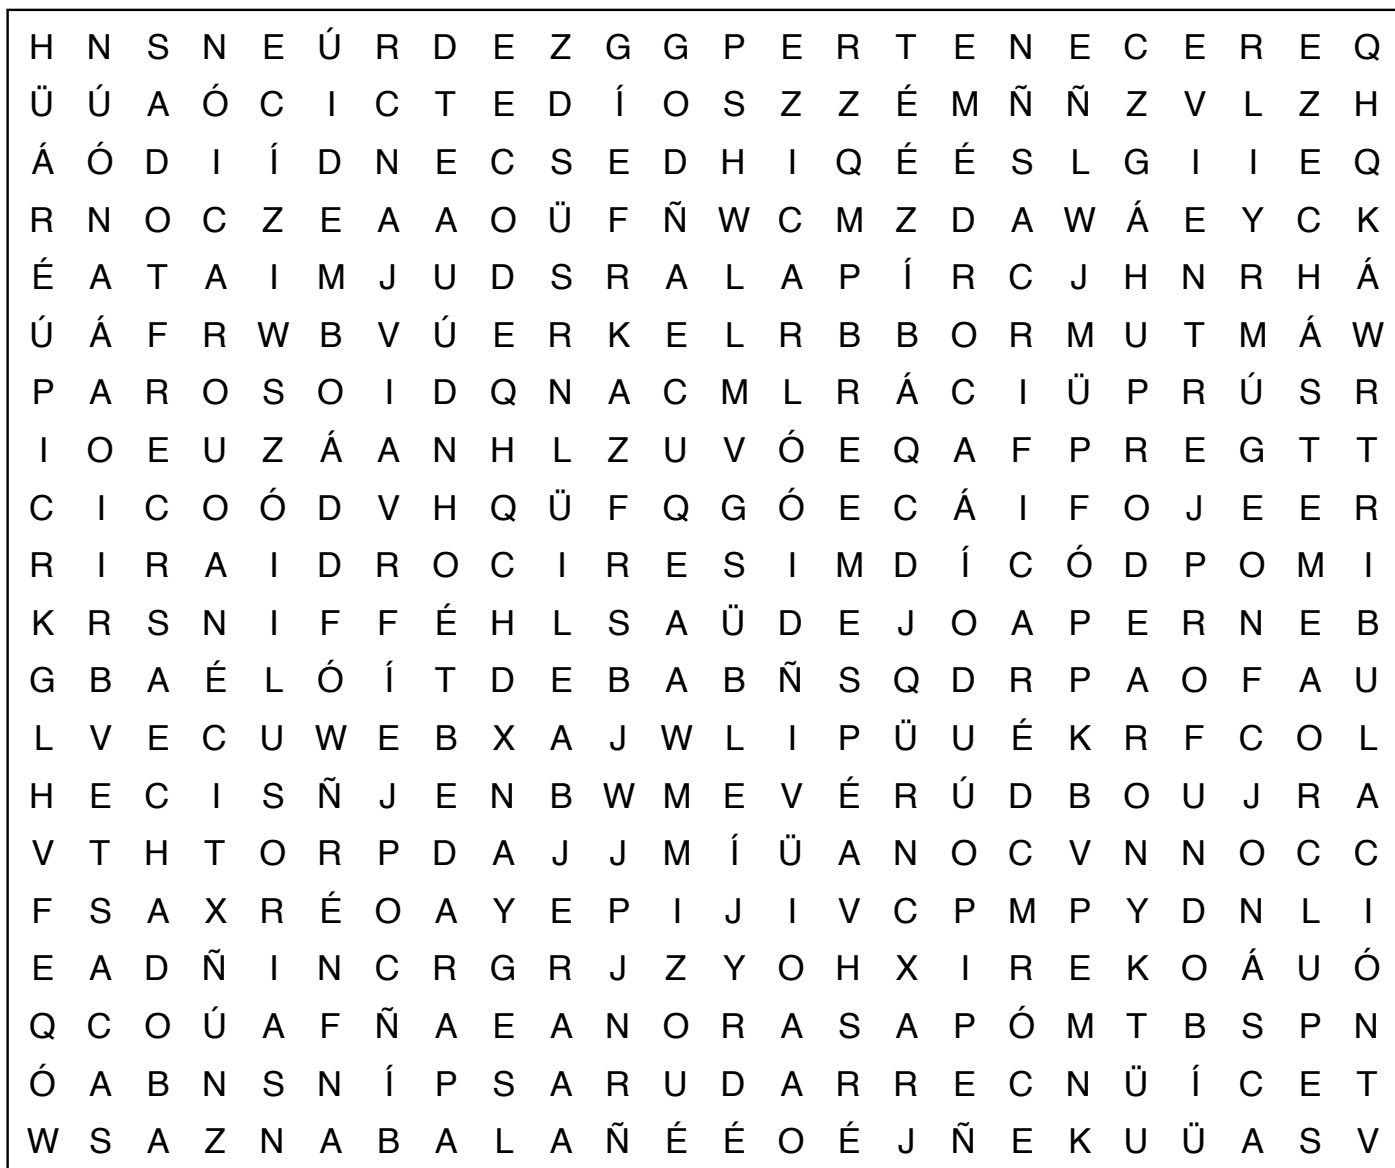 H N S N E Ú R D E Z G G P E R T E N E C E R E Q
Ü Ú A Ó C I C T E D Í O S Z Z É M Ñ Ñ Z V L Z H
Á Ó D I Í D N E C S E D H I Q É É S L G I I E Q
R N O C Z E A A O Ü F Ñ W C M Z D A W Á E Y C K
É A T A I M J U D S R A L A P Í R C J H N R H Á
Ú Á F R W B V Ú E R K E L R B B O R M U T M Á W
P A R O S O I D Q N A C M L R Á C I Ü P R Ú S R
I O E U Z Á A N H L Z U V Ó E Q A F P R E G T T
C I C O Ó D V H Q Ü F Q G Ó E C Á I F O J E E R
R I R A I D R O C I R E S I M D Í C Ó D P O M I
K R S N I F F É H L S A Ü D E J O A P E R N E B
G B A É L Ó Í T D E B A B Ñ S Q D R P A O F A U
L V E C U W E B X A J W L I P Ü U É K R F C O L
H E C I S Ñ J E N B W M E V É R Ú D B O U J R A
V T H T O R P D A J J M Í Ü A N O C V N N O C C
F S A X R É O A Y E P I J I V C P M P Y D N L I
E A D Ñ I N C R G R J Z Y O H X I R E K O Á U Ó
Q C O Ú A F Ñ A E A N O R A S A P Ó M T B S P N
Ó A B N S N Í P S A R U D A R R E C N Ü Í C E T
W S A Z N A B A L A Ñ É É O É J Ñ E K U Ü A S V